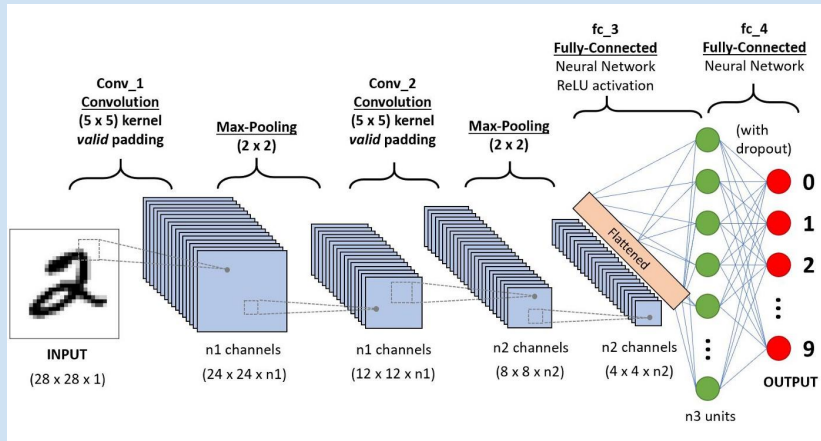 Conv_1
Convolution
(5 x 5) kernel
valid padding
Max-Pooling
(2 x 2)
Conv_2
Convolution
(5 x 5) kernel
valid padding
Max-Pooling
(2 x 2)
fc_3
Fully-Connected
Neural Network
ReLU activation
fc_4
Fully-Connected
Neural Network
(with
dropout)
2
Flattened
0
1
2
9
INPUT
(28 x 28 x 1)
n1 channels
(24 x 24 x n1)
n1 channels
(12 x 12 x n1)
n2 channels
(8 x 8 x n2)
n2 channels
(4 x 4 x n2)
n3 units
OUTPUT